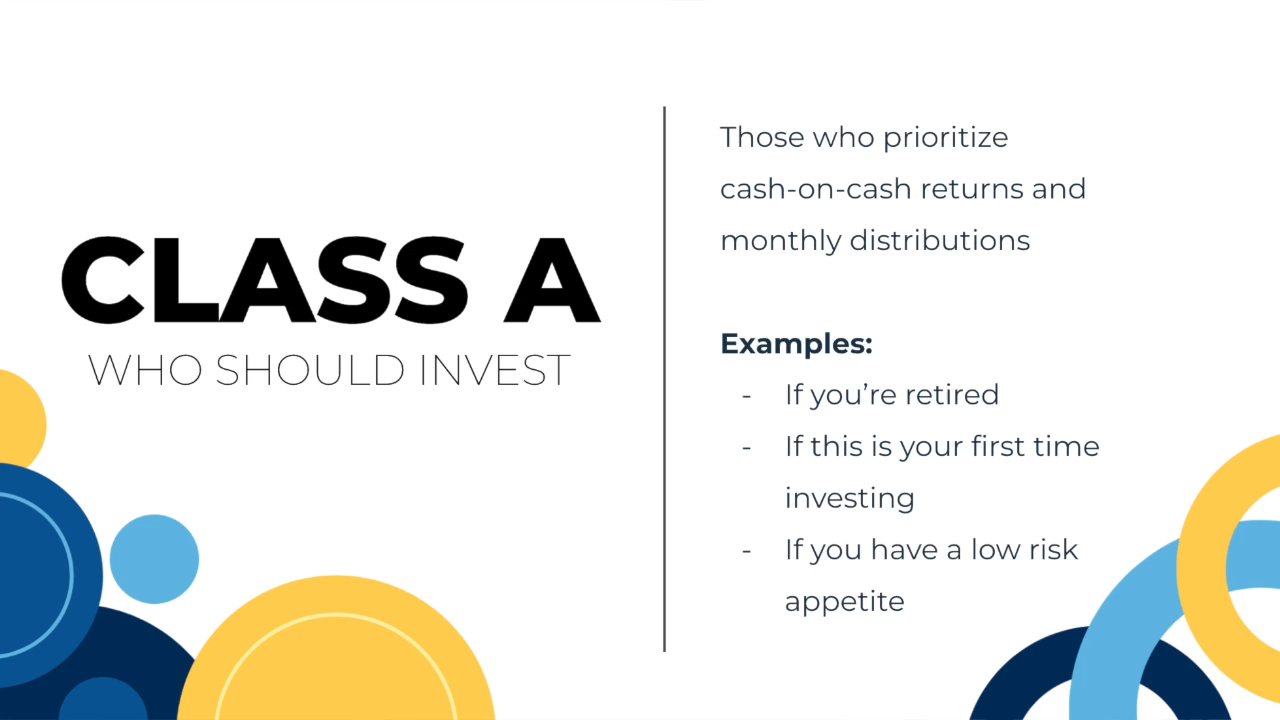 CLASS A
WHO SHOULD INVEST
Those who prioritize
cash-on-cash returns and
monthly distributions
Examples:
- If you’re retired
- If this is your first time
investing
- If you have a low risk
appetite